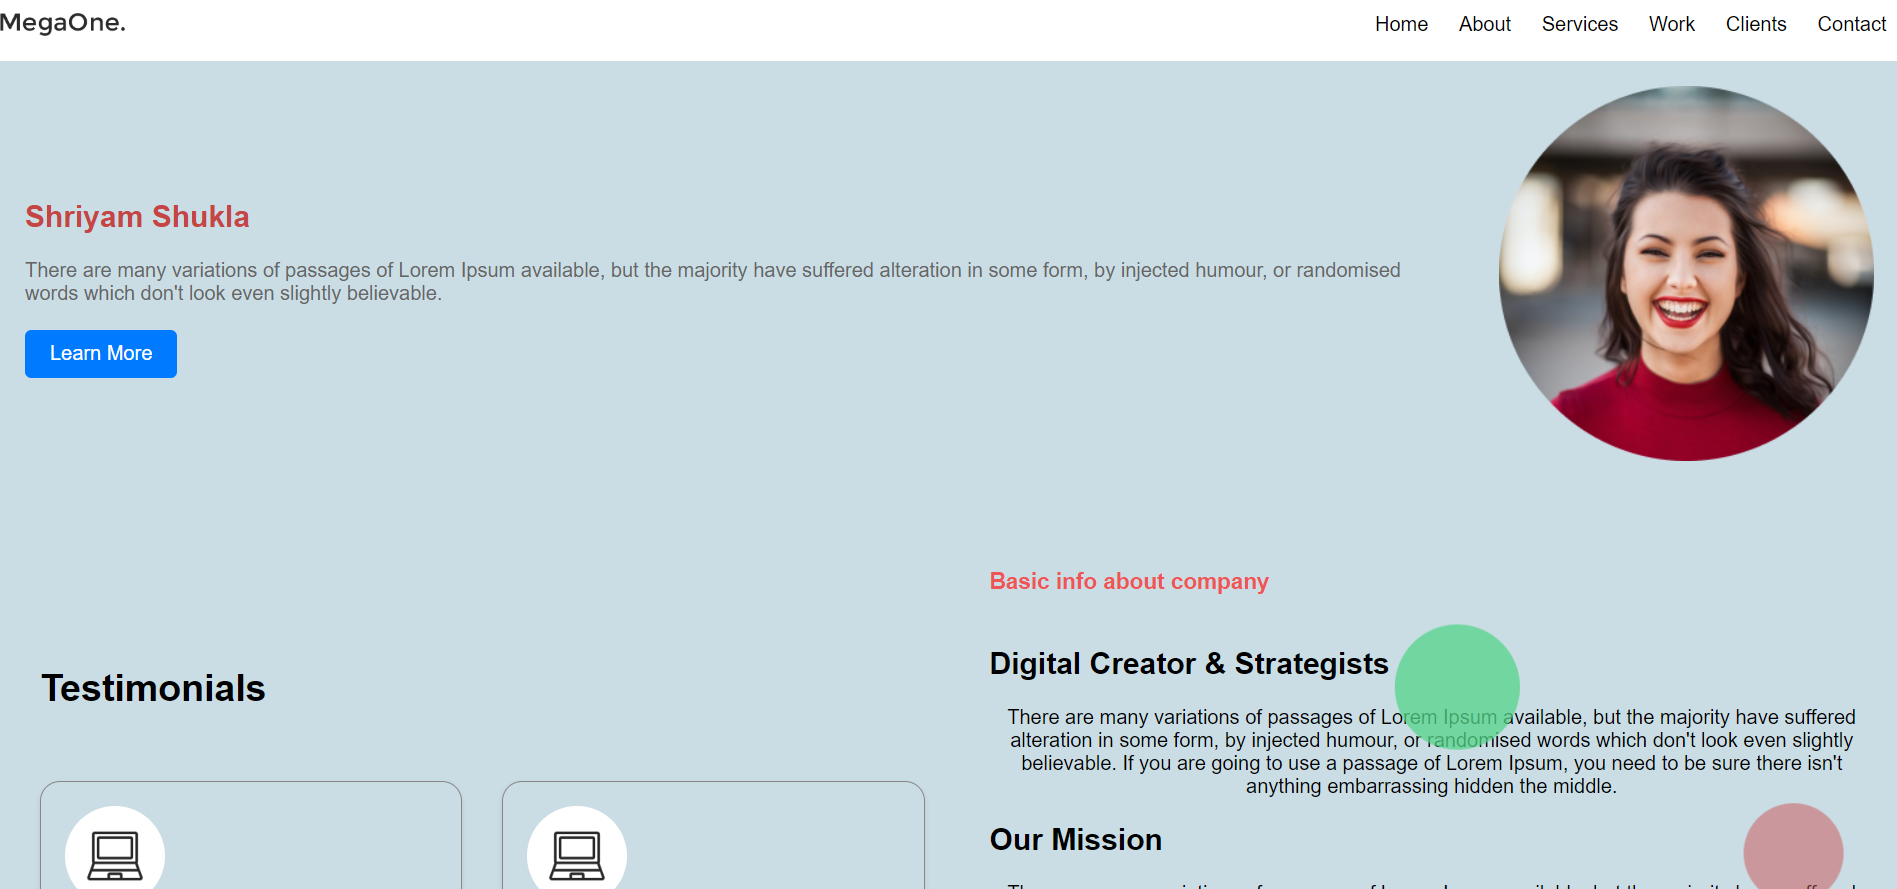 MegaOne.
Home About Services Work Clients Contact
Shriyam Shukla
There are many variations of passages of Lorem Ipsum available, but the majority have suffered alteration in some form, by injected humour, or randomised
words which don't look even slightly believable.
Learn More
Testimonials
Basic info about company
Digital Creator & Strategists
There are many variations of passages of Lorem Ipsum available, but the majority have suffered
alteration in some form, by injected humour, or randomised words which don't look even slightly
believable. If you are going to use a passage of Lorem Ipsum, you need to be sure there isn't
anything embarrassing hidden the middle.
Our Mission